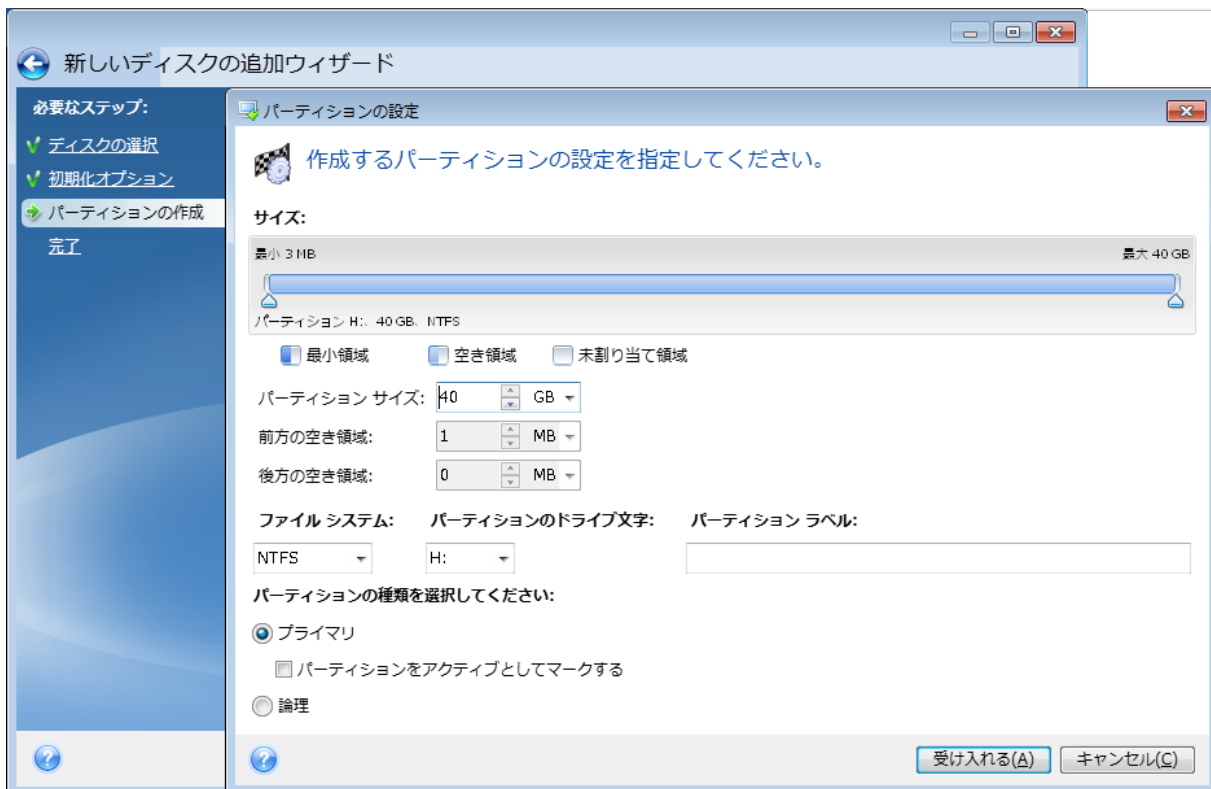 新しいディスクの追加ウィザード
必要なステップ:
ディスクの選択
初期化オプション
パーティションの作成
完了
パーティションの設定
作成するパーティションの設定を指定してください。
サイズ:
最小 3 MB 最大 40 GB
パーティション H:、40 GB、NTFS
最小領域 空き領域 未割り当て領域
パーティション サイズ: 40 GB
前方の空き領域: 1 MB
後方の空き領域: 0 MB
ファイル システム: パーティションのドライブ文字: パーティション ラベル:
NTFS H:
パーティションの種類を選択してください:
プライマリ
パーティションをアクティブとしてマークする
論理
受け入れる(A) キャンセル(C)